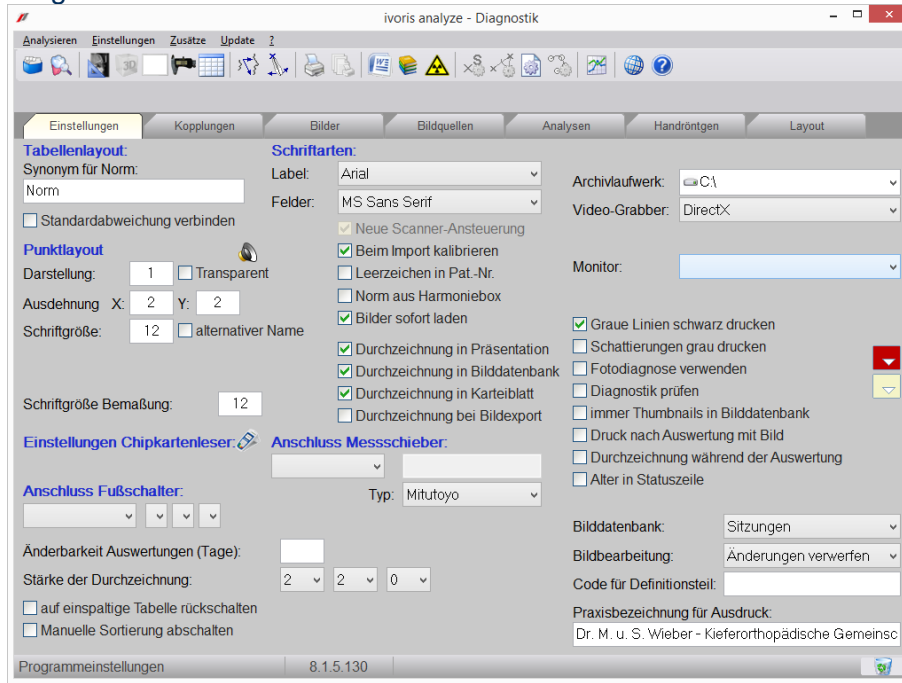 ivoris analyze - Diagnostik
Analysieren Einstellungen Zusätze Update ?
Einstellungen Kopplungen Bilder Bildquellen Analysen Handröntgen Layout
Tabellenlayout:
Synonym für Norm:
Norm
Standardabweichung verbinden
Punktlayout
Darstellung: 1 Transparent
Ausdehnung X: 2 Y: 2
Schriftgröße: 12 alternativer Name
Schriftgröße Bemaßung: 12
Einstellungen Chipkartenleser:
Anschluss Fußschalter:
Änderbarkeit Auswertungen (Tage):
Stärke der Durchzeichnung: 2 2 0
auf einspaltige Tabelle rückschalten
Manuelle Sortierung abschalten
Schriftarten:
Label: Arial
Felder: MS Sans Serif
Neue Scanner-Ansteuerung
Beim Import kalibrieren
Leerzeichen in Pat.-Nr.
Norm aus Harmoniebox
Bilder sofort laden
Durchzeichnung in Präsentation
Durchzeichnung in Bilddatenbank
Durchzeichnung in Karteiblatt
Durchzeichnung bei Bildexport
Anschluss Messschieber:
Typ: Mitutoyo
Archivlaufwerk: C:\
Video-Grabber: DirectX
Monitor:
Graue Linien schwarz drucken
Schattierungen grau drucken
Fotodiagnose verwenden
Diagnostik prüfen
immer Thumbnails in Bilddatenbank
Druck nach Auswertung mit Bild
Durchzeichnung während der Auswertung
Alter in Statuszeile
Bilddatenbank: Sitzungen
Bildbearbeitung: Änderungen verwerfen
Code für Definitionsteil:
Praxisbezeichnung für Ausdruck:
Dr. M. u. S. Wieber - Kieferorthopädische Gemeinsc
Programmeinstellungen 8.1.5.130